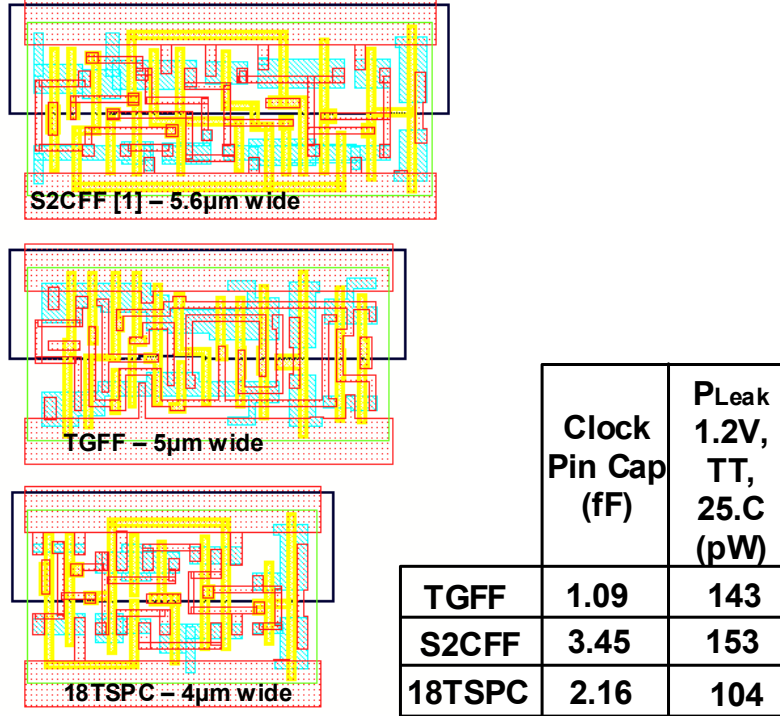 S2CFF [1] – 5.6µm wide
TGFF – 5µm wide
18TSPC – 4µm wide
Clock
Pin Cap
(fF)
PLeak
1.2V,
TT,
25.C
(pW)
TGFF 1.09 143
S2CFF 3.45 153
18TSPC 2.16 104